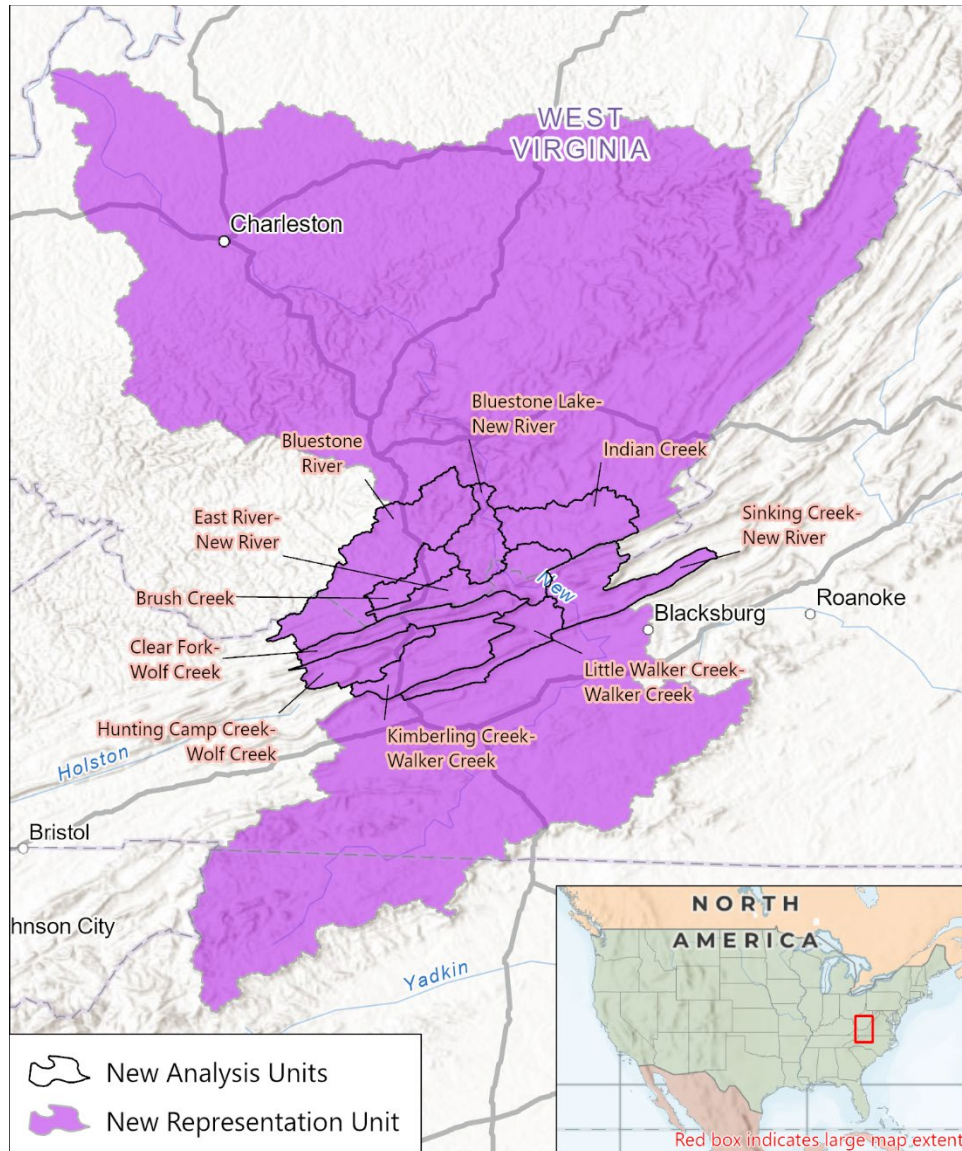 WEST
VIRGINIA
Charleston
Bluestone Lake-
New River
Bluestone
River
Indian Creek
East River-
New River
Sinking Creek-
New River
Brush Creek
New
Roanoke
Blacksburg
Clear Fork-
Wolf Creek
Little Walker Creek-
Walker Creek
Hunting Camp Creek-
Wolf Creek
Kimberling Creek-
Walker Creek
Holston
Bristol
hnson City
Yadkin
NORTH
AMERICA
New Analysis Units
New Representation Unit
Red box indicates large map extent